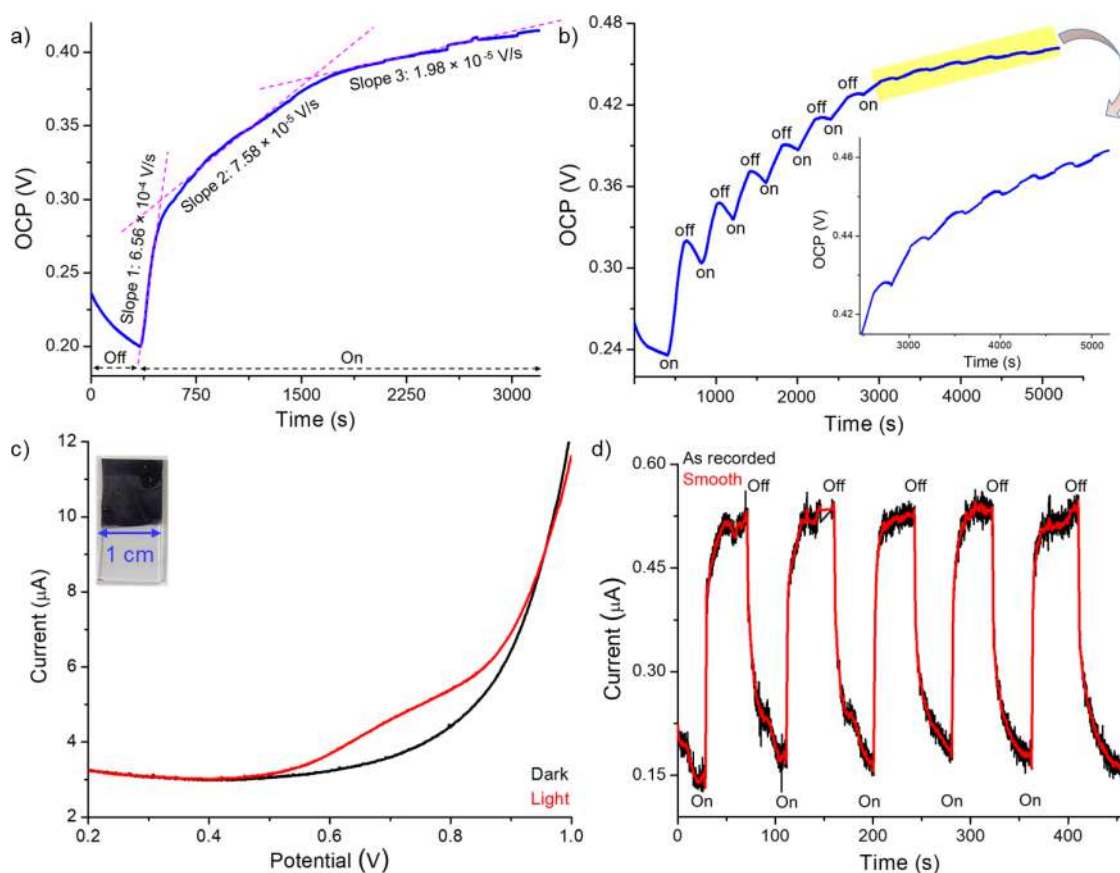 a)
OCP (V)
0.40
0.35
0.30
0.25
0.20
Slope 1: 6.56 × 10⁻⁴ V/s
Slope 2: 7.58 × 10⁻⁵ V/s
Slope 3: 1.98 × 10⁻⁵ V/s
Off
On
0 750 1500 2250 3000
Time (s)
b)
OCP (V)
0.48
0.42
0.36
0.30
0.24
on
off
on
off
on
off
on
off
on
off
on
off
on
1000 2000 3000 4000 5000
Time (s)
OCP (V)
0.46
0.44
0.42
3000 4000 5000
Time (s)
c)
Current (µA)
12
10
8
6
4
2
1 cm
Dark
Light
0.2 0.4 0.6 0.8 1.0
Potential (V)
d)
Current (µA)
0.60
0.45
0.30
0.15
As recorded
Smooth
Off Off Off Off Off
On On On On On
0 100 200 300 400
Time (s)